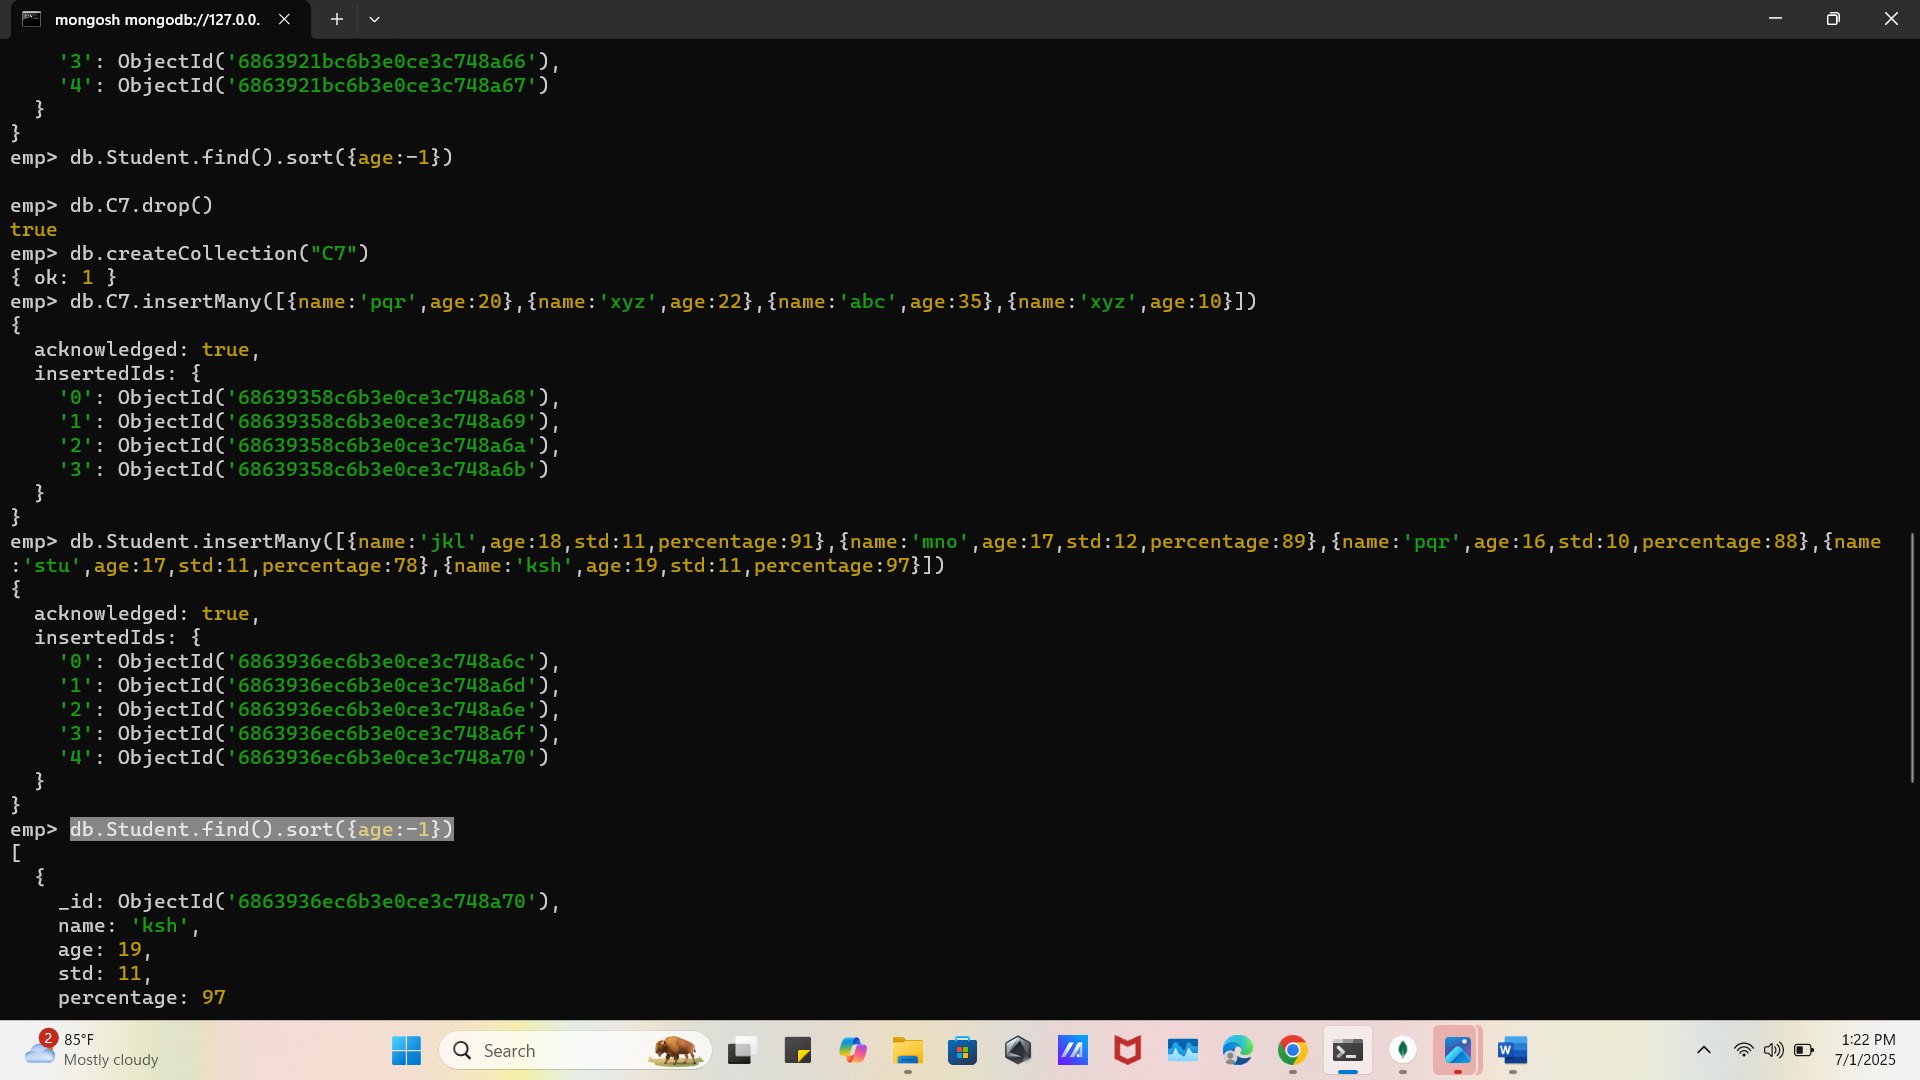 mongosh mongodb://127.0.0.
'3': ObjectId('6863921bc6b3e0ce3c748a66'),
'4': ObjectId('6863921bc6b3e0ce3c748a67')
}
}
emp> db.Student.find().sort({age:-1})
emp> db.C7.drop()
true
emp> db.createCollection("C7")
{ ok: 1 }
emp> db.C7.insertMany([{name:'pqr',age:20},{name:'xyz',age:22},{name:'abc',age:35},{name:'xyz',age:10}])
{
acknowledged: true,
insertedIds: {
'0': ObjectId('68639358c6b3e0ce3c748a68'),
'1': ObjectId('68639358c6b3e0ce3c748a69'),
'2': ObjectId('68639358c6b3e0ce3c748a6a'),
'3': ObjectId('68639358c6b3e0ce3c748a6b')
}
}
emp> db.Student.insertMany([{name:'jkl',age:18,std:11,percentage:91},{name:'mno',age:17,std:12,percentage:89},{name:'pqr',age:16,std:10,percentage:88},{name
:'stu',age:17,std:11,percentage:78},{name:'ksh',age:19,std:11,percentage:97}])
{
acknowledged: true,
insertedIds: {
'0': ObjectId('6863936ec6b3e0ce3c748a6c'),
'1': ObjectId('6863936ec6b3e0ce3c748a6d'),
'2': ObjectId('6863936ec6b3e0ce3c748a6e'),
'3': ObjectId('6863936ec6b3e0ce3c748a6f'),
'4': ObjectId('6863936ec6b3e0ce3c748a70')
}
}
emp> db.Student.find().sort({age:-1})
[
{
_id: ObjectId('6863936ec6b3e0ce3c748a70'),
name: 'ksh',
age: 19,
std: 11,
percentage: 97
2
85°F
Mostly cloudy
Search
W
1:22 PM
7/1/2025